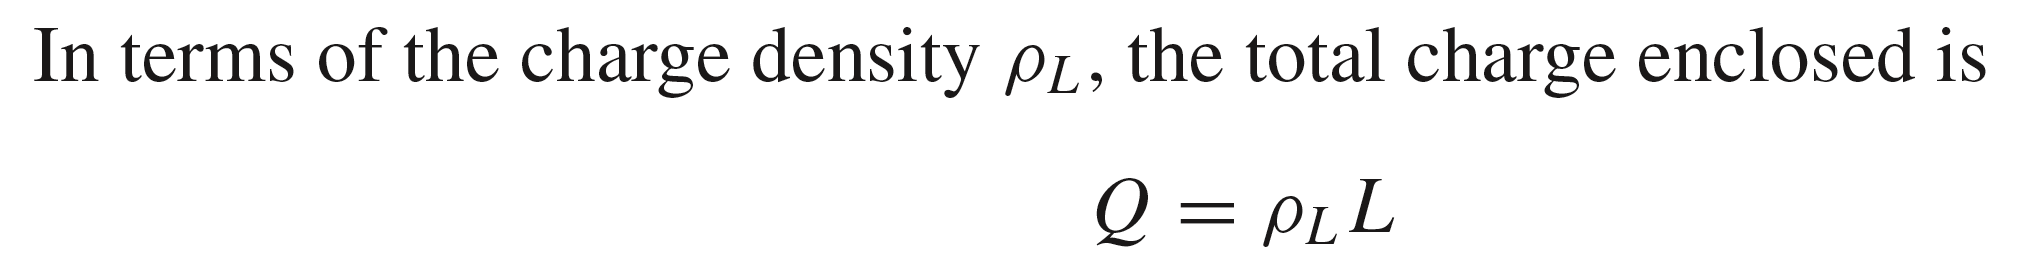 In terms of the charge density ρ_L, the total charge enclosed is
Q = ρ_L L